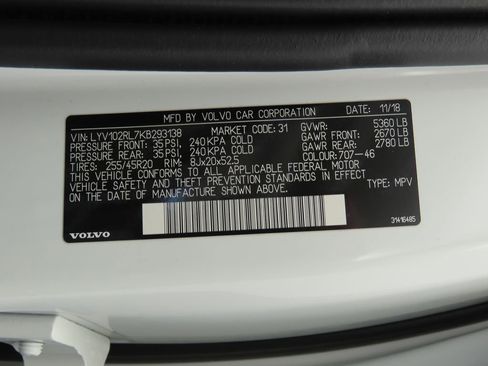 MFD BY VOLVO CAR CORPORATION DATE: 11/18
VIN: LYV102RL7KB293138 MARKET CODE: 31 GVWR: 5360 LB
PRESSURE FRONT: 35 PSI, 240 KPA COLD GAWR FRONT: 2670 LB
PRESSURE REAR: 35 PSI, 240 KPA COLD GAWR REAR: 2780 LB
TIRES: 255/45R20 8Jx20x52,5 COLOUR: 707-46
THIS VEHICLE CONFORMS TO ALL APPLICABLE FEDERAL MOTOR
VEHICLE SAFETY AND THEFT PREVENTION STANDARDS IN EFFECT
ON THE DATE OF MANUFACTURE SHOWN ABOVE. TYPE: MPV
VOLVO 31416485